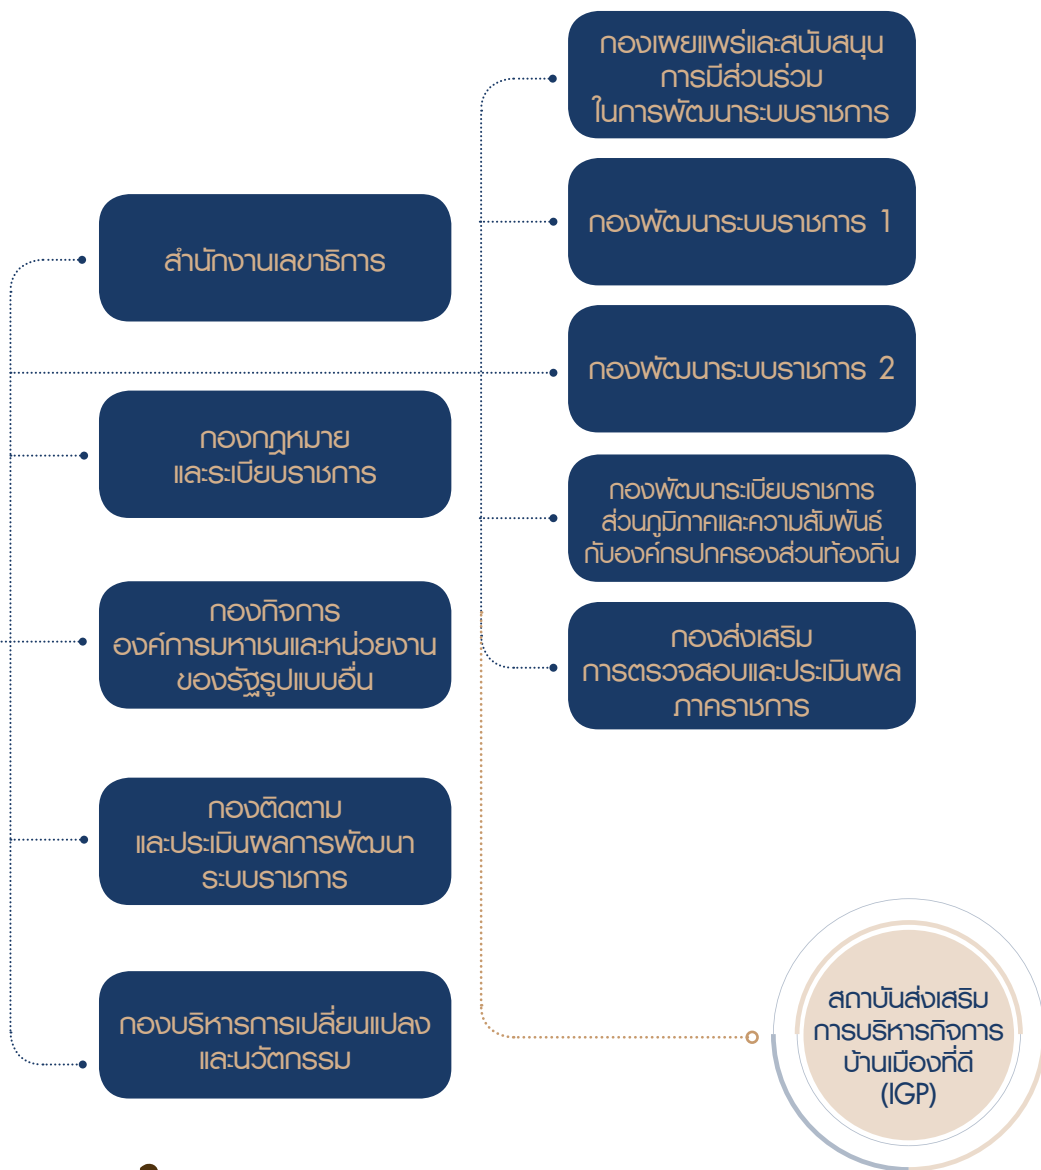 สำนักงานเลขาธิการ
กองกฎหมาย
และระเบียบราชการ
กองกิจการ
องค์การมหาชนและหน่วยงาน
ของรัฐรูปแบบอื่น
กองติดตาม
และประเมินผลการพัฒนา
ระบบราชการ
กองบริหารการเปลี่ยนแปลง
และนวัตกรรม
กองเผยแพร่และสนับสนุน
การมีส่วนร่วม
ในการพัฒนาระบบราชการ
กองพัฒนาระบบราชการ 1
กองพัฒนาระบบราชการ 2
กองพัฒนาระเบียบราชการ
ส่วนภูมิภาคและความสัมพันธ์
กับองค์กรปกครองส่วนท้องถิ่น
กองส่งเสริม
การตรวจสอบและประเมินผล
ภาคราชการ
สถาบันส่งเสริม
การบริหารกิจการ
บ้านเมืองที่ดี
(IGP)